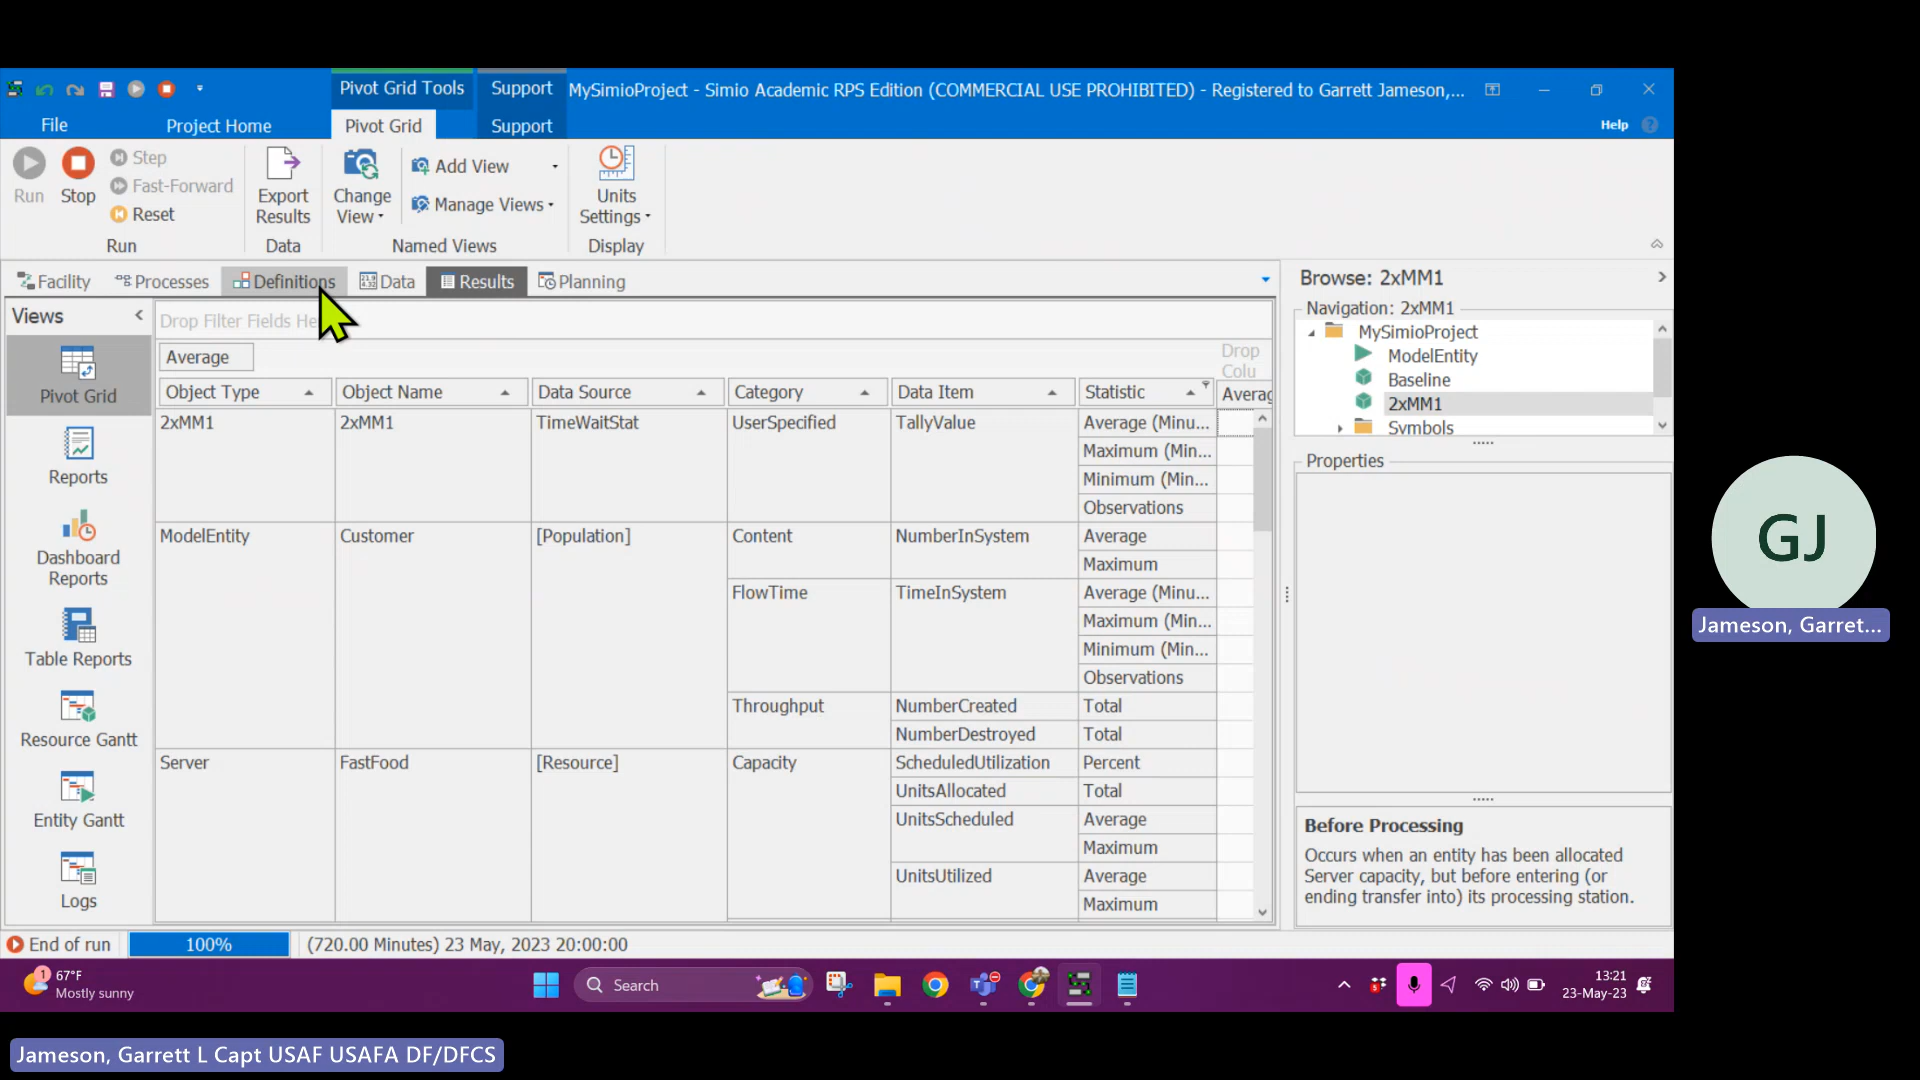 Pivot Grid Tools
Support
MySimioProject - Simio Academic RPS Edition (COMMERCIAL USE PROHIBITED) - Registered to Garrett Jameson,...
File
Project Home
Pivot Grid
Support
Help
Run
Stop
Step
Fast-Forward
Reset
Run
Export
Results
Data
Change
View
Add View
Manage Views
Named Views
Units
Settings
Display
Facility
Processes
Definitions
Data
Results
Planning
Views
Pivot Grid
Reports
Dashboard
Reports
Table Reports
Resource Gantt
Entity Gantt
Logs
Drop Filter Fields He
Average
Drop
Colu
Object Type
Object Name
Data Source
Category
Data Item
Statistic
Averag
2xMM1
2xMM1
TimeWaitStat
UserSpecified
TallyValue
Average (Minu...
Maximum (Min...
Minimum (Min...
Observations
ModelEntity
Customer
[Population]
Content
NumberInSystem
Average
Maximum
FlowTime
TimeInSystem
Average (Minu...
Maximum (Min...
Minimum (Min...
Observations
Throughput
NumberCreated
Total
NumberDestroyed
Total
Server
FastFood
[Resource]
Capacity
ScheduledUtilization
Percent
UnitsAllocated
Total
UnitsScheduled
Average
Maximum
UnitsUtilized
Average
Maximum
Browse: 2xMM1
Navigation: 2xMM1
MySimioProject
ModelEntity
Baseline
2xMM1
Symbols
Properties
Before Processing
Occurs when an entity has been allocated
Server capacity, but before entering (or
ending transfer into) its processing station.
End of run
100%
(720.00 Minutes) 23 May, 2023 20:00:00
1
67°F
Mostly sunny
Search
13:21
23-May-23
GJ
Jameson, Garret...
Jameson, Garrett L Capt USAF USAFA DF/DFCS